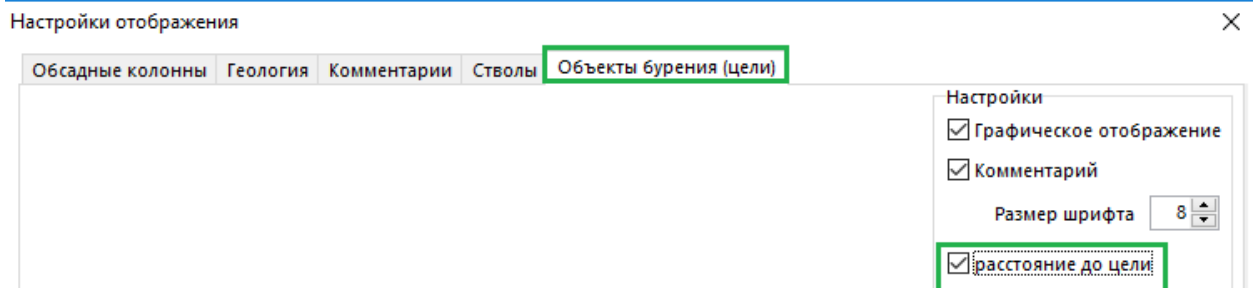 Настройки отображения
Обсадные колонны Геология Комментарии Стволы Объекты бурения (цели)
Настройки
Графическое отображение
Комментарий
Размер шрифта 8
расстояние до цели